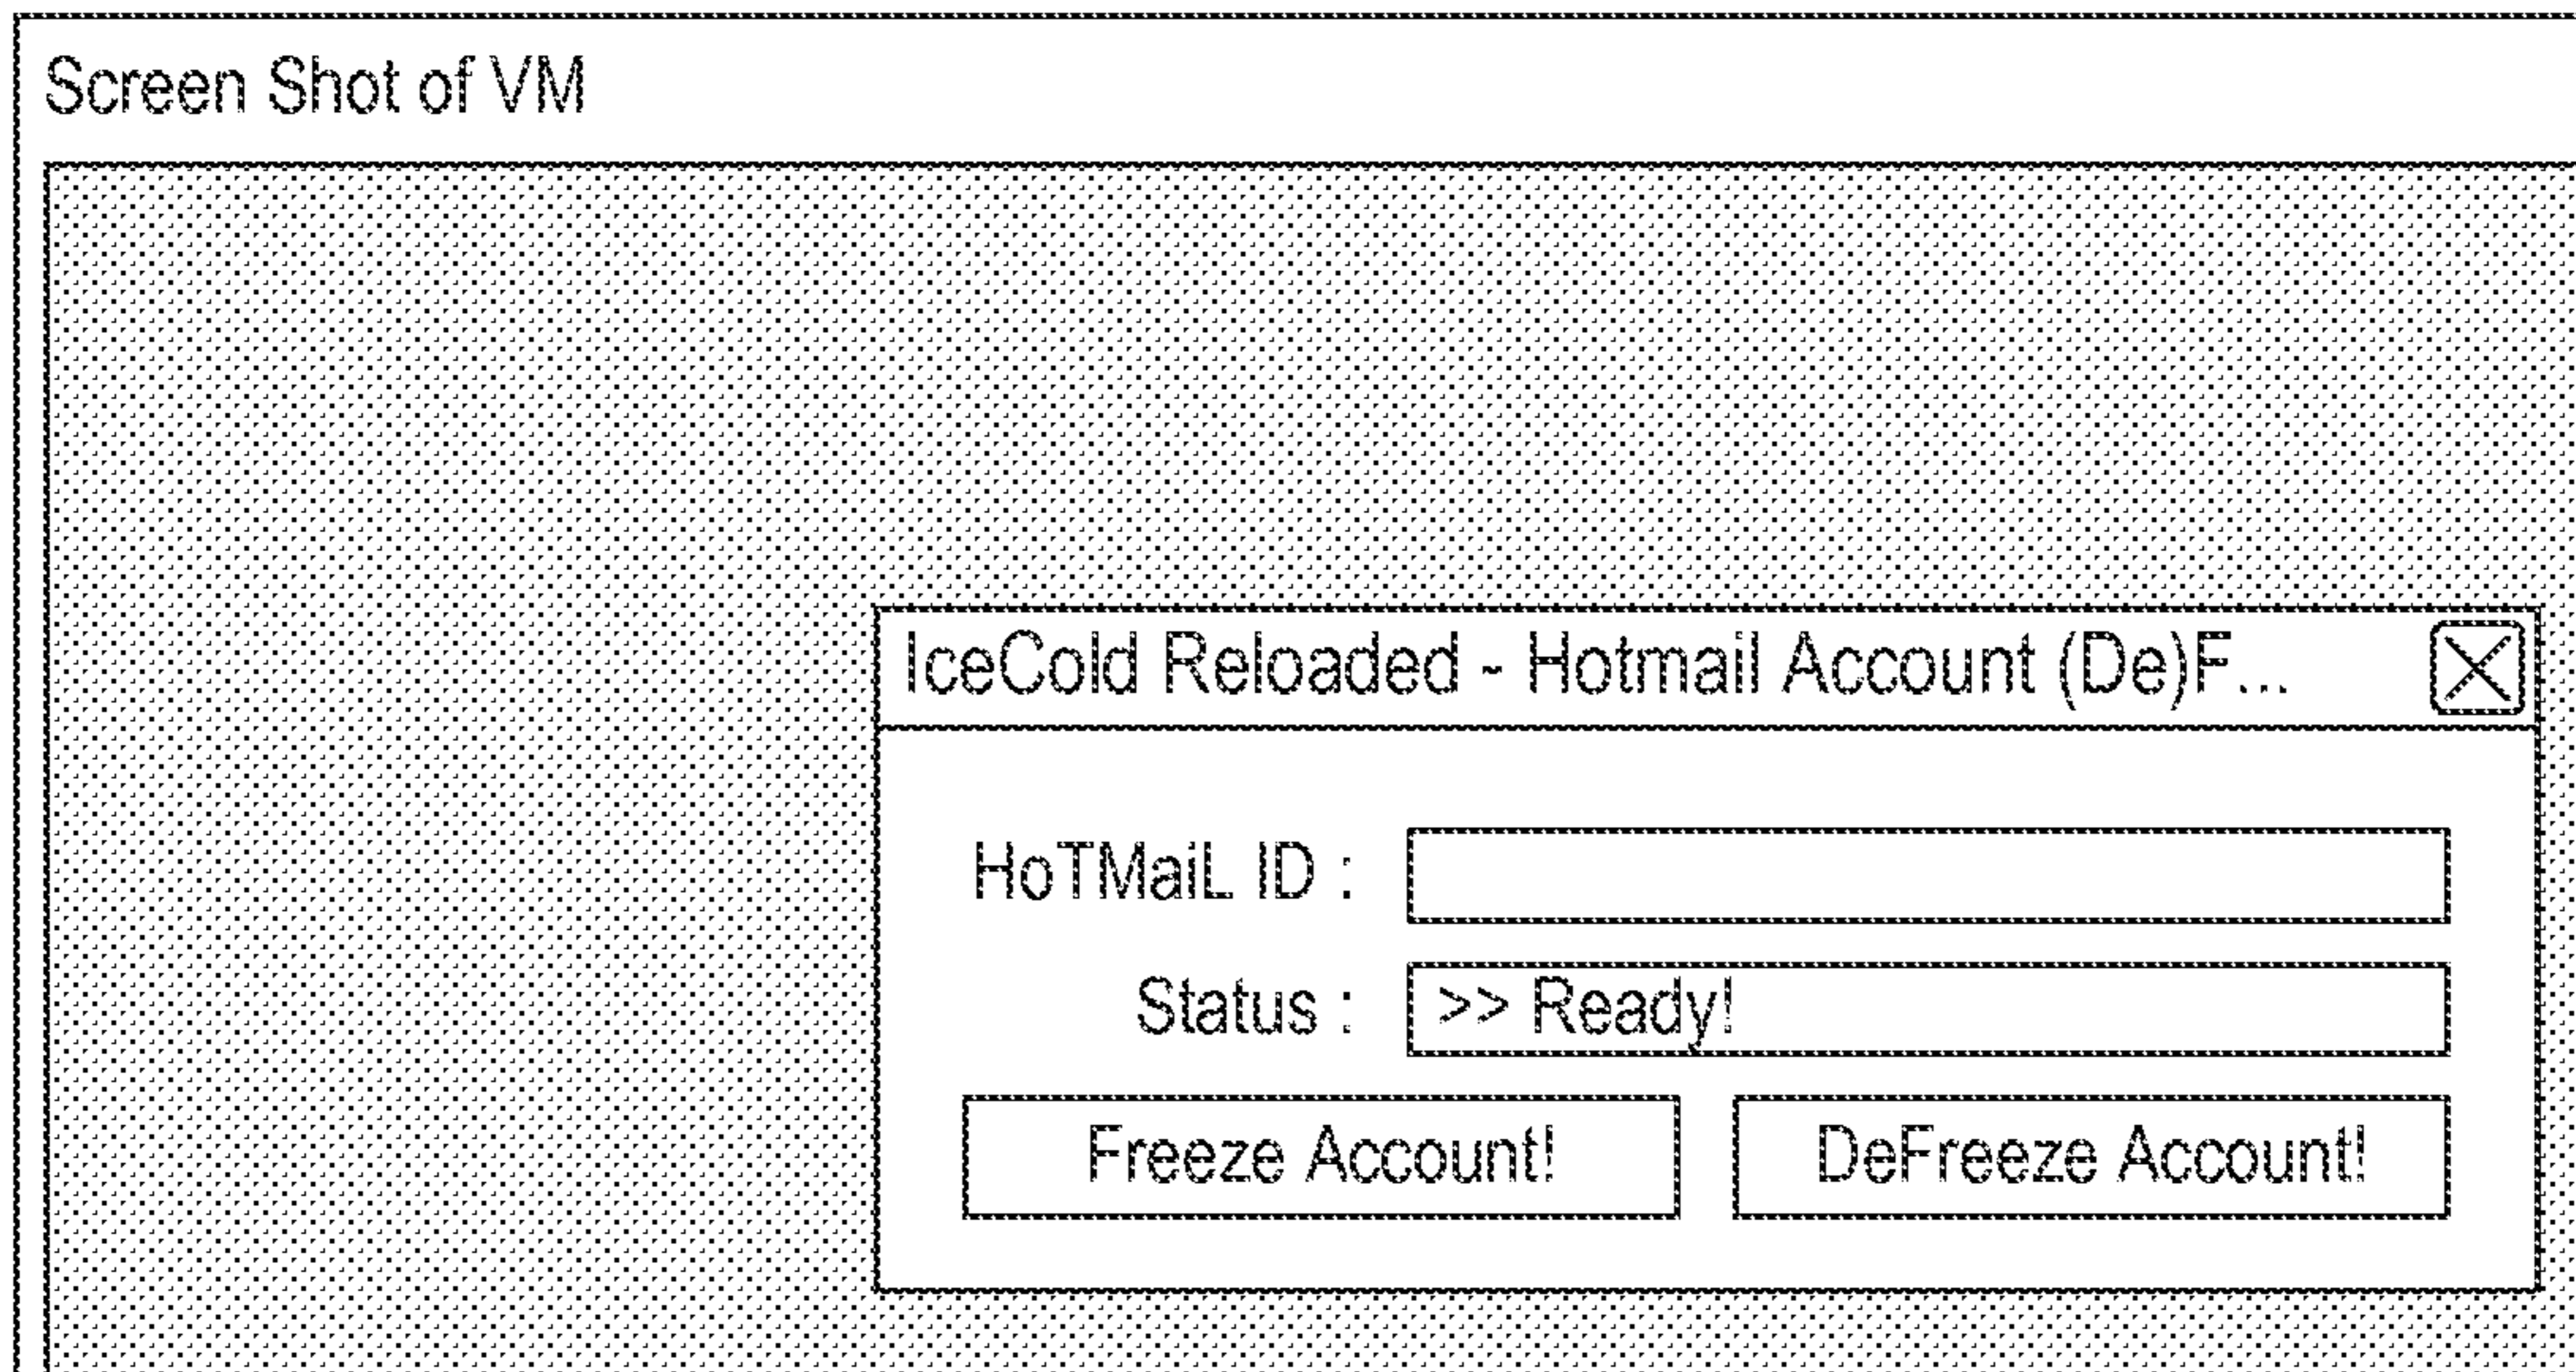 Screen Shot of VM
IceCold Reloaded - Hotmail Account (De)F...
HoTMaiL ID :
Status : >> Ready!
Freeze Account! DeFreeze Account!